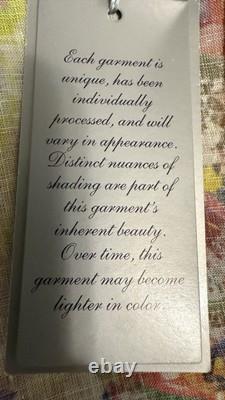 Each garment is
unique, has been
individually
processed, and will
vary in appearance.
Distinct nuances of
shading are part of
this garment's
inherent beauty.
Over time, this
garment may become
lighter in color.
ebay